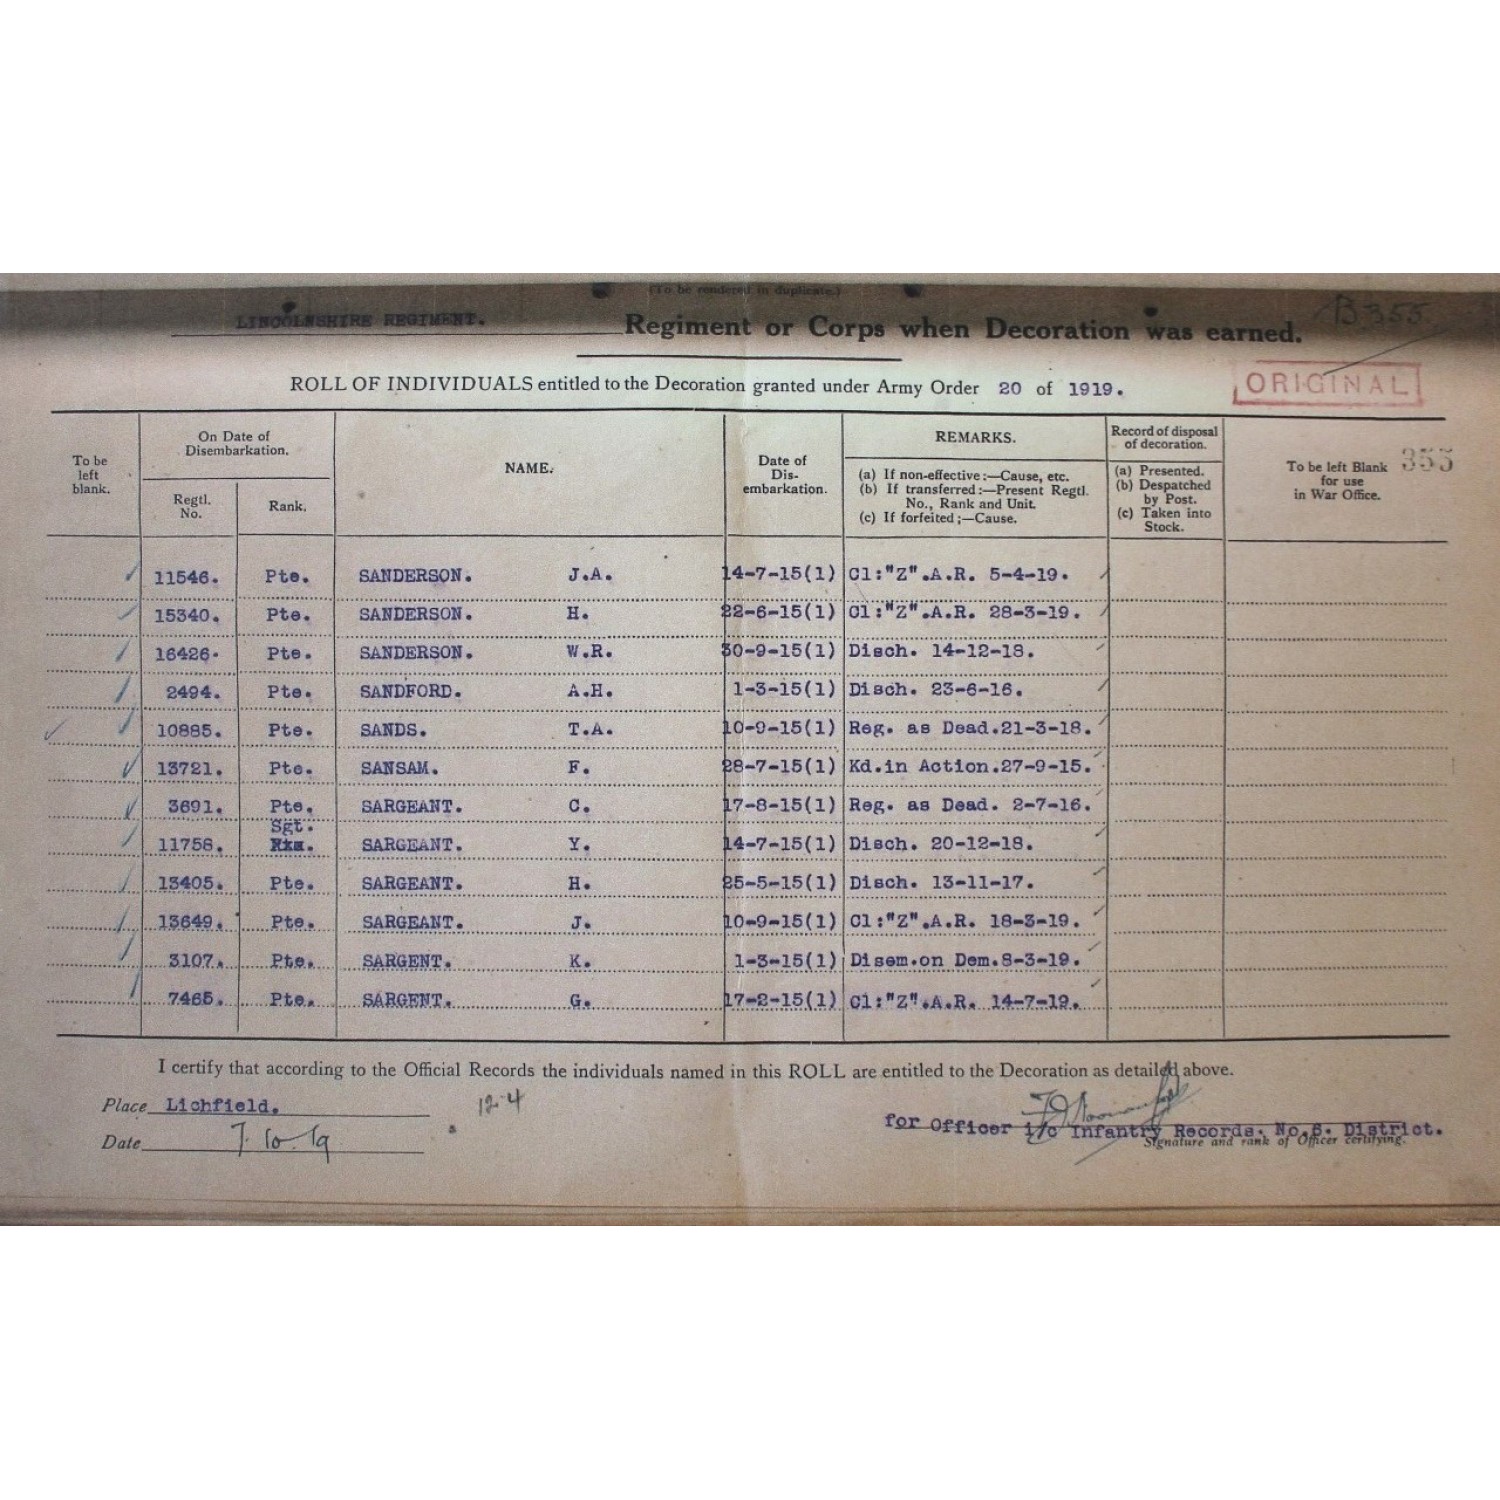 (To be rendered in duplicate.)
B 355.
LINCOLNSHIRE REGIMENT. Regiment or Corps when Decoration was earned.
ROLL OF INDIVIDUALS entitled to the Decoration granted under Army Order 20 of 1919.
ORIGINAL
To be left blank.
On Date of Disembarkation.
Regtl. No.
Rank.
NAME.
Date of Dis-embarkation.
REMARKS.
(a) If non-effective:—Cause, etc.
(b) If transferred:—Present Regtl. No., Rank and Unit.
(c) If forfeited;—Cause.
Record of disposal of decoration.
(a) Presented.
(b) Despatched by Post.
(c) Taken into Stock.
To be left Blank for use in War Office.
355
11546. Pte. SANDERSON. J.A. 14-7-15(1) Cl:"Z".A.R. 5-4-19.
15340. Pte. SANDERSON. H. 22-6-15(1) Cl:"Z".A.R. 28-3-19.
16426. Pte. SANDERSON. W.R. 30-9-15(1) Disch. 14-12-18.
2494. Pte. SANDFORD. A.H. 1-3-15(1) Disch. 23-6-16.
10885. Pte. SANDS. T.A. 10-9-15(1) Reg. as Dead.21-3-18.
13721. Pte. SANSAM. F. 28-7-15(1) Kd.in Action.27-9-15.
3691. Pte. SARGEANT. C. 17-8-15(1) Reg. as Dead. 2-7-16.
Sgt.
11758. SARGEANT. Y. 14-7-15(1) Disch. 20-12-18.
13405. Pte. SARGEANT. H. 25-5-15(1) Disch. 13-11-17.
13649. Pte. SARGEANT. J. 10-9-15(1) Cl:"Z".A.R. 18-3-19.
3107. Pte. SARGENT. K. 1-3-15(1) Disem.on Dem.8-3-19.
7465. Pte. SARGENT. G. 17-2-15(1) Cl:"Z".A.R. 14-7-19.
I certify that according to the Official Records the individuals named in this ROLL are entitled to the Decoration as detailed above.
Place Lichfield. 12-4
for Officer i/c Infantry Records. No.6. District.
Date 7.10.19
Signature and rank of Officer certifying.